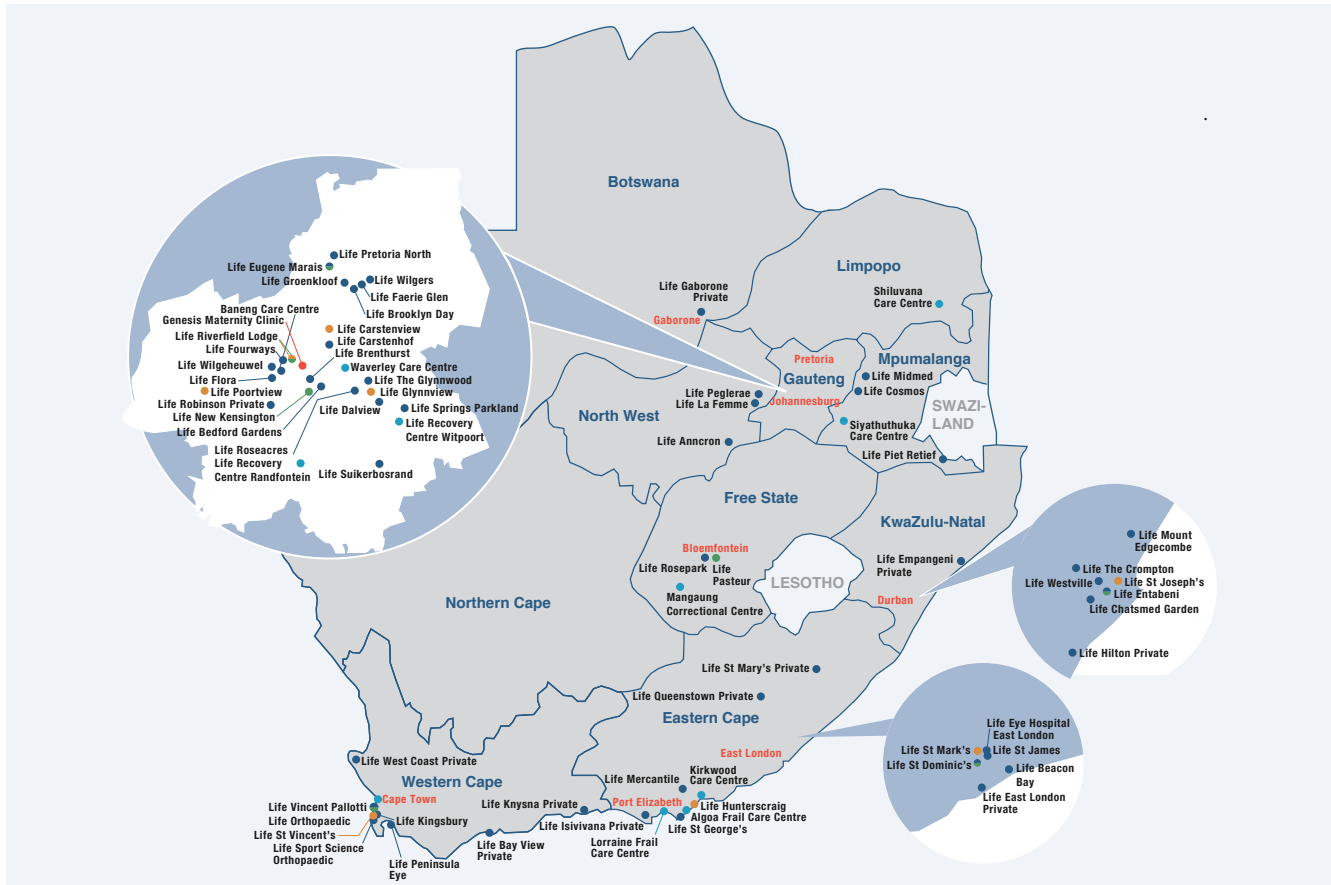 Botswana
Limpopo
Life Pretoria North
Life Eugene Marais
Life Groenkloof
Life Wilgers
Life Faerie Glen
Life Brooklyn Day
Baneng Care Centre
Genesis Maternity Clinic
Life Riverfield Lodge
Life Fourways
Life Wilgeheuwel
Life Flora
Life Poortview
Life Robinson Private
Life New Kensington
Life Bedford Gardens
Life Roseacres
Life Recovery
Centre Randfontein
Life Carstenview
Life Carstenhof
Life Brenthurst
Waverley Care Centre
Life The Glynnwood
Life Glynnview
Life Dalview
Life Springs Parkland
Life Recovery
Centre Witpoort
Life Suikerbosrand
Life Gaborone
Private
Gaborone
Shiluvana
Care Centre
Pretoria
Gauteng
Johannesburg
Mpumalanga
Life Midmed
Life Cosmos
SWAZI-
LAND
Siyathuthuka
Care Centre
Life Piet Retief
Life Peglerae
Life La Femme
North West
Life Anncron
Free State
KwaZulu-Natal
Bloemfontein
Life Rosepark
Life
Pasteur
Mangaung
Correctional Centre
LESOTHO
Life Empangeni
Private
Durban
Life Mount
Edgecombe
Life The Crompton
Life Westville
Life St Joseph's
Life Entabeni
Life Chatsmed Garden
Life Hilton Private
Northern Cape
Life St Mary's Private
Life Queenstown Private
Eastern Cape
East London
Life Eye Hospital
East London
Life St Mark's
Life St James
Life St Dominic's
Life Beacon
Bay
Life East London
Private
Life West Coast Private
Western Cape
Cape Town
Life Vincent Pallotti
Life Orthopaedic
Life St Vincent's
Life Sport Science
Orthopaedic
Life Kingsbury
Life Peninsula
Eye
Life Bay View
Private
Life Knysna Private
Life Isivivana Private
Life Mercantile
Kirkwood
Care Centre
Port Elizabeth
Life Hunterscraig
Algoa Frail Care Centre
Life St George's
Lorraine Frail
Care Centre